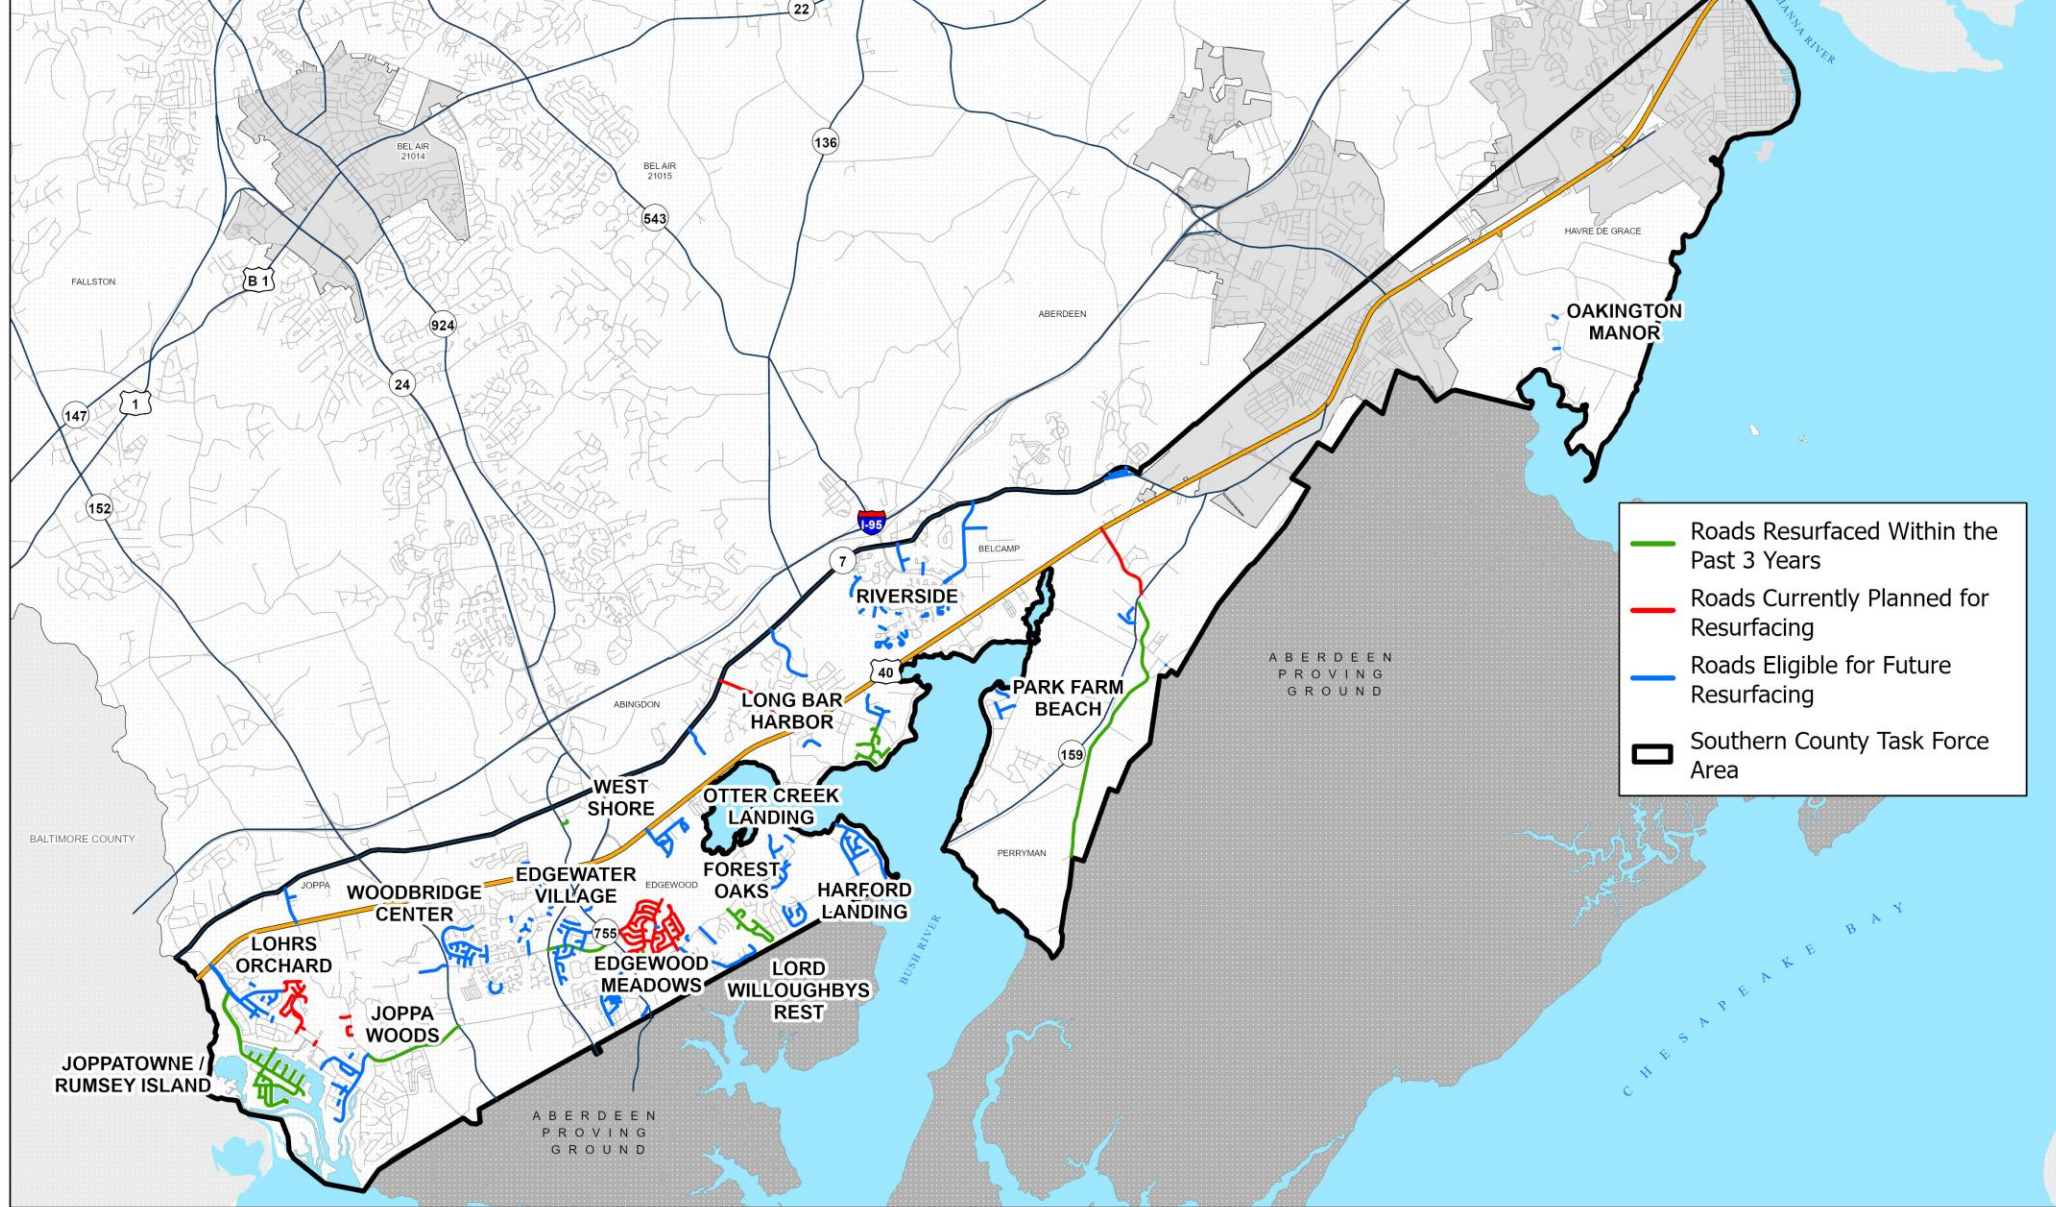 22
HANNA RIVER
BEL AIR
21014
136
BEL AIR
21015
543
HAVRE DE GRACE
FALLSTON
B 1
OAKINGTON
MANOR
ABERDEEN
924
24
1
147
152
I-95
7
BELCAMP
RIVERSIDE
Roads Resurfaced Within the
Past 3 Years
Roads Currently Planned for
Resurfacing
Roads Eligible for Future
Resurfacing
Southern County Task Force
Area
ABERDEEN
PROVING
GROUND
40
PARK FARM
BEACH
ABINGDON
LONG BAR
HARBOR
159
WEST
SHORE
OTTER CREEK
LANDING
BALTIMORE COUNTY
PERRYMAN
JOPPA
WOODBRIDGE
CENTER
EDGEWATER
VILLAGE
EDGEWOOD
FOREST
OAKS
HARFORD
LANDING
755
LOHRS
ORCHARD
EDGEWOOD
MEADOWS
LORD
WILLOUGHBYS
REST
BUSH RIVER
CHESAPEAKE BAY
JOPPA
WOODS
JOPPATOWNE /
RUMSEY ISLAND
ABERDEEN
PROVING
GROUND